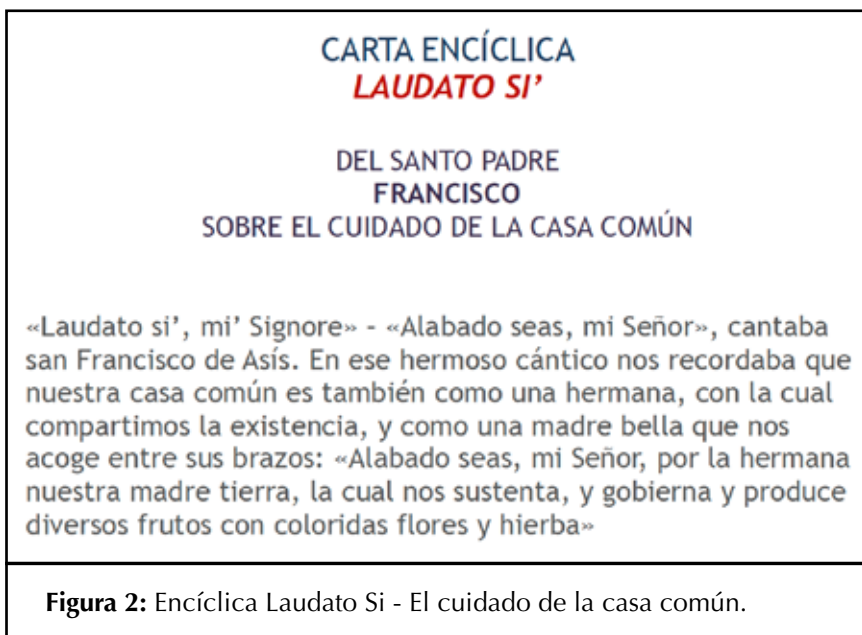 CARTA ENCÍCLICA
LAUDATO SI’
DEL SANTO PADRE
FRANCISCO
SOBRE EL CUIDADO DE LA CASA COMÚN
«Laudato si’, mi’ Signore» - «Alabado seas, mi Señor», cantaba
san Francisco de Asís. En ese hermoso cántico nos recordaba que
nuestra casa común es también como una hermana, con la cual
compartimos la existencia, y como una madre bella que nos
acoge entre sus brazos: «Alabado seas, mi Señor, por la hermana
nuestra madre tierra, la cual nos sustenta, y gobierna y produce
diversos frutos con coloridas flores y hierba»
Figura 2: Encíclica Laudato Si - El cuidado de la casa común.